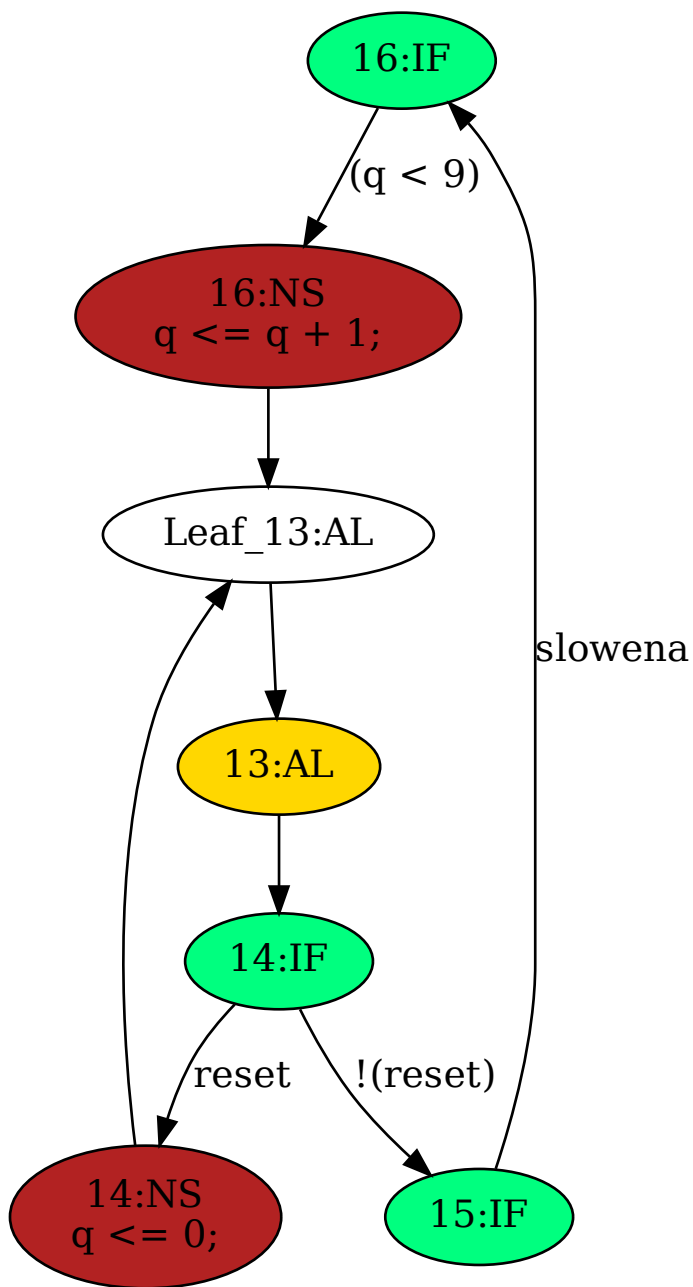 16:IF
(q < 9)
16:NS
q <= q + 1;
Leaf_13:AL
slowena
13:AL
14:IF
reset
!(reset)
14:NS
q <= 0;
15:IF